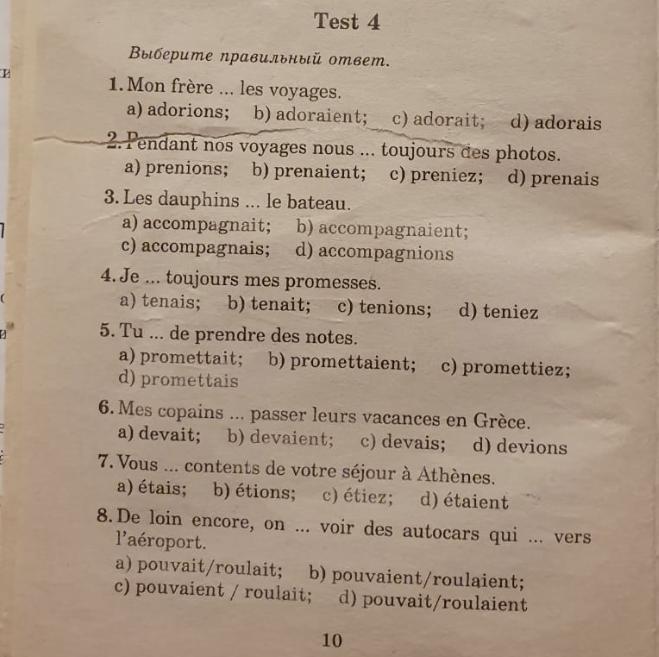 Test 4
Выберите правильный ответ.
1. Mon frère ... les voyages.
a) adorions; b) adoraient; c) adorait; d) adorais
2. Pendant nos voyages nous ... toujours des photos.
a) prenions; b) prenaient; c) preniez; d) prenais
3. Les dauphins ... le bateau.
a) accompagnait; b) accompagnaient;
c) accompagnais; d) accompagnions
4. Je ... toujours mes promesses.
a) tenais; b) tenait; c) tenions; d) teniez
5. Tu ... de prendre des notes.
a) promettait; b) promettaient; c) promettiez;
d) promettais
6. Mes copains ... passer leurs vacances en Grèce.
a) devait; b) devaient; c) devais; d) devions
7. Vous ... contents de votre séjour à Athènes.
a) étais; b) étions; c) étiez; d) étaient
8. De loin encore, on ... voir des autocars qui ... vers
l'aéroport.
a) pouvait/roulait; b) pouvaient/roulaient;
c) pouvaient / roulait; d) pouvait/roulaient
10